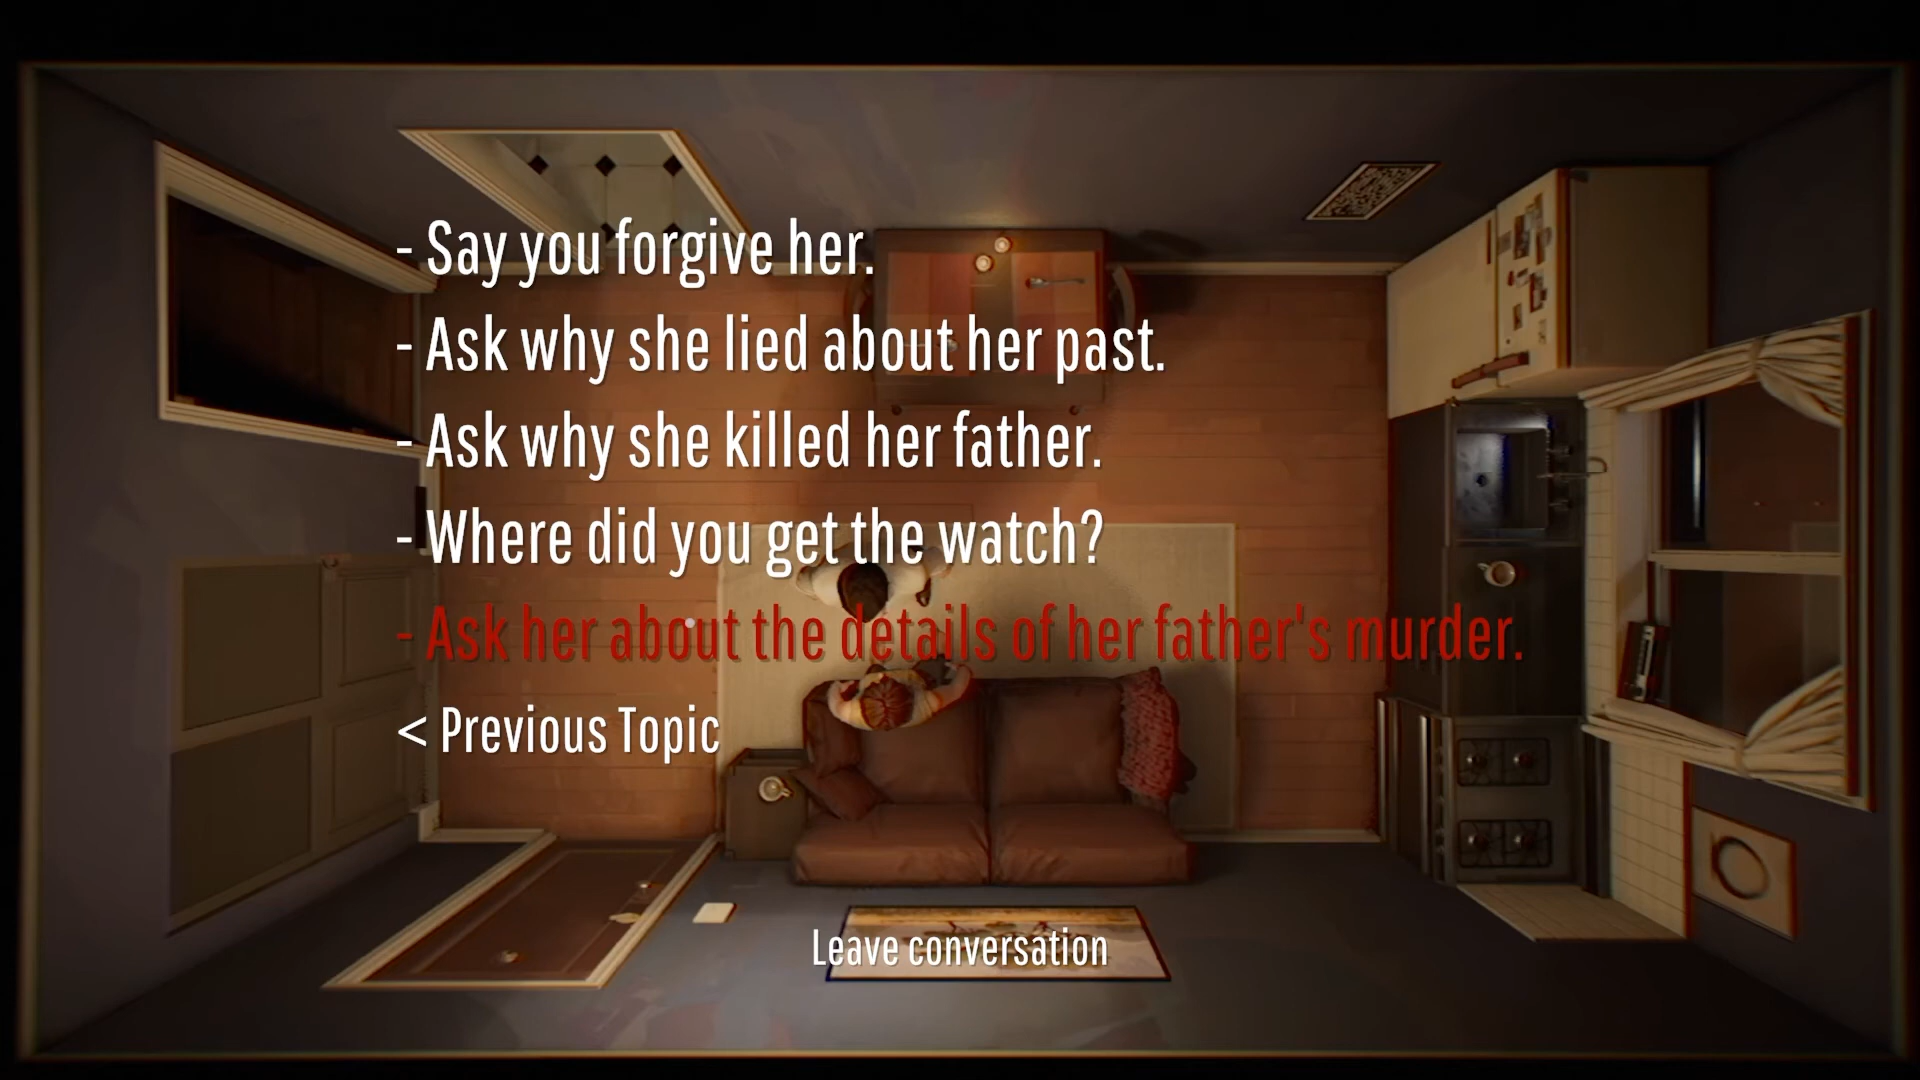 - Say you forgive her.
- Ask why she lied about her past.
- Ask why she killed her father.
- Where did you get the watch?
- Ask her about the details of her father's murder.
< Previous Topic
Leave conversation